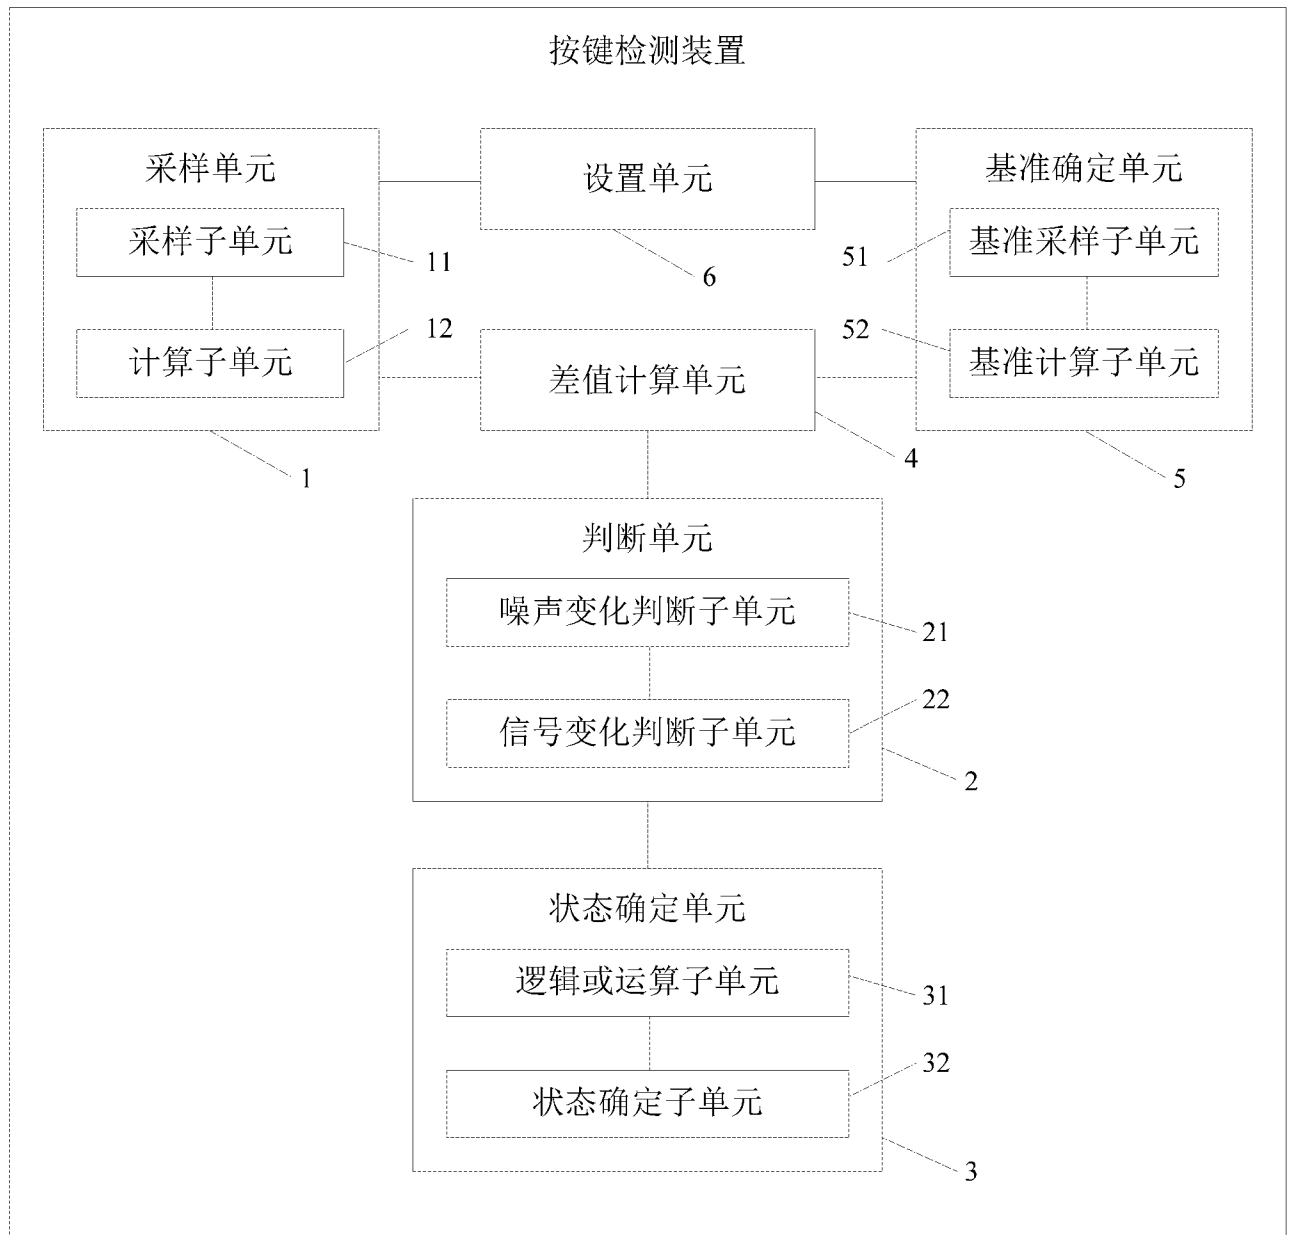 按键检测装置
采样单元
采样子单元
11
计算子单元
12
1
设置单元
6
基准确定单元
51
基准采样子单元
52
基准计算子单元
5
差值计算单元
4
判断单元
噪声变化判断子单元
21
信号变化判断子单元
22
2
状态确定单元
逻辑或运算子单元
31
状态确定子单元
32
3